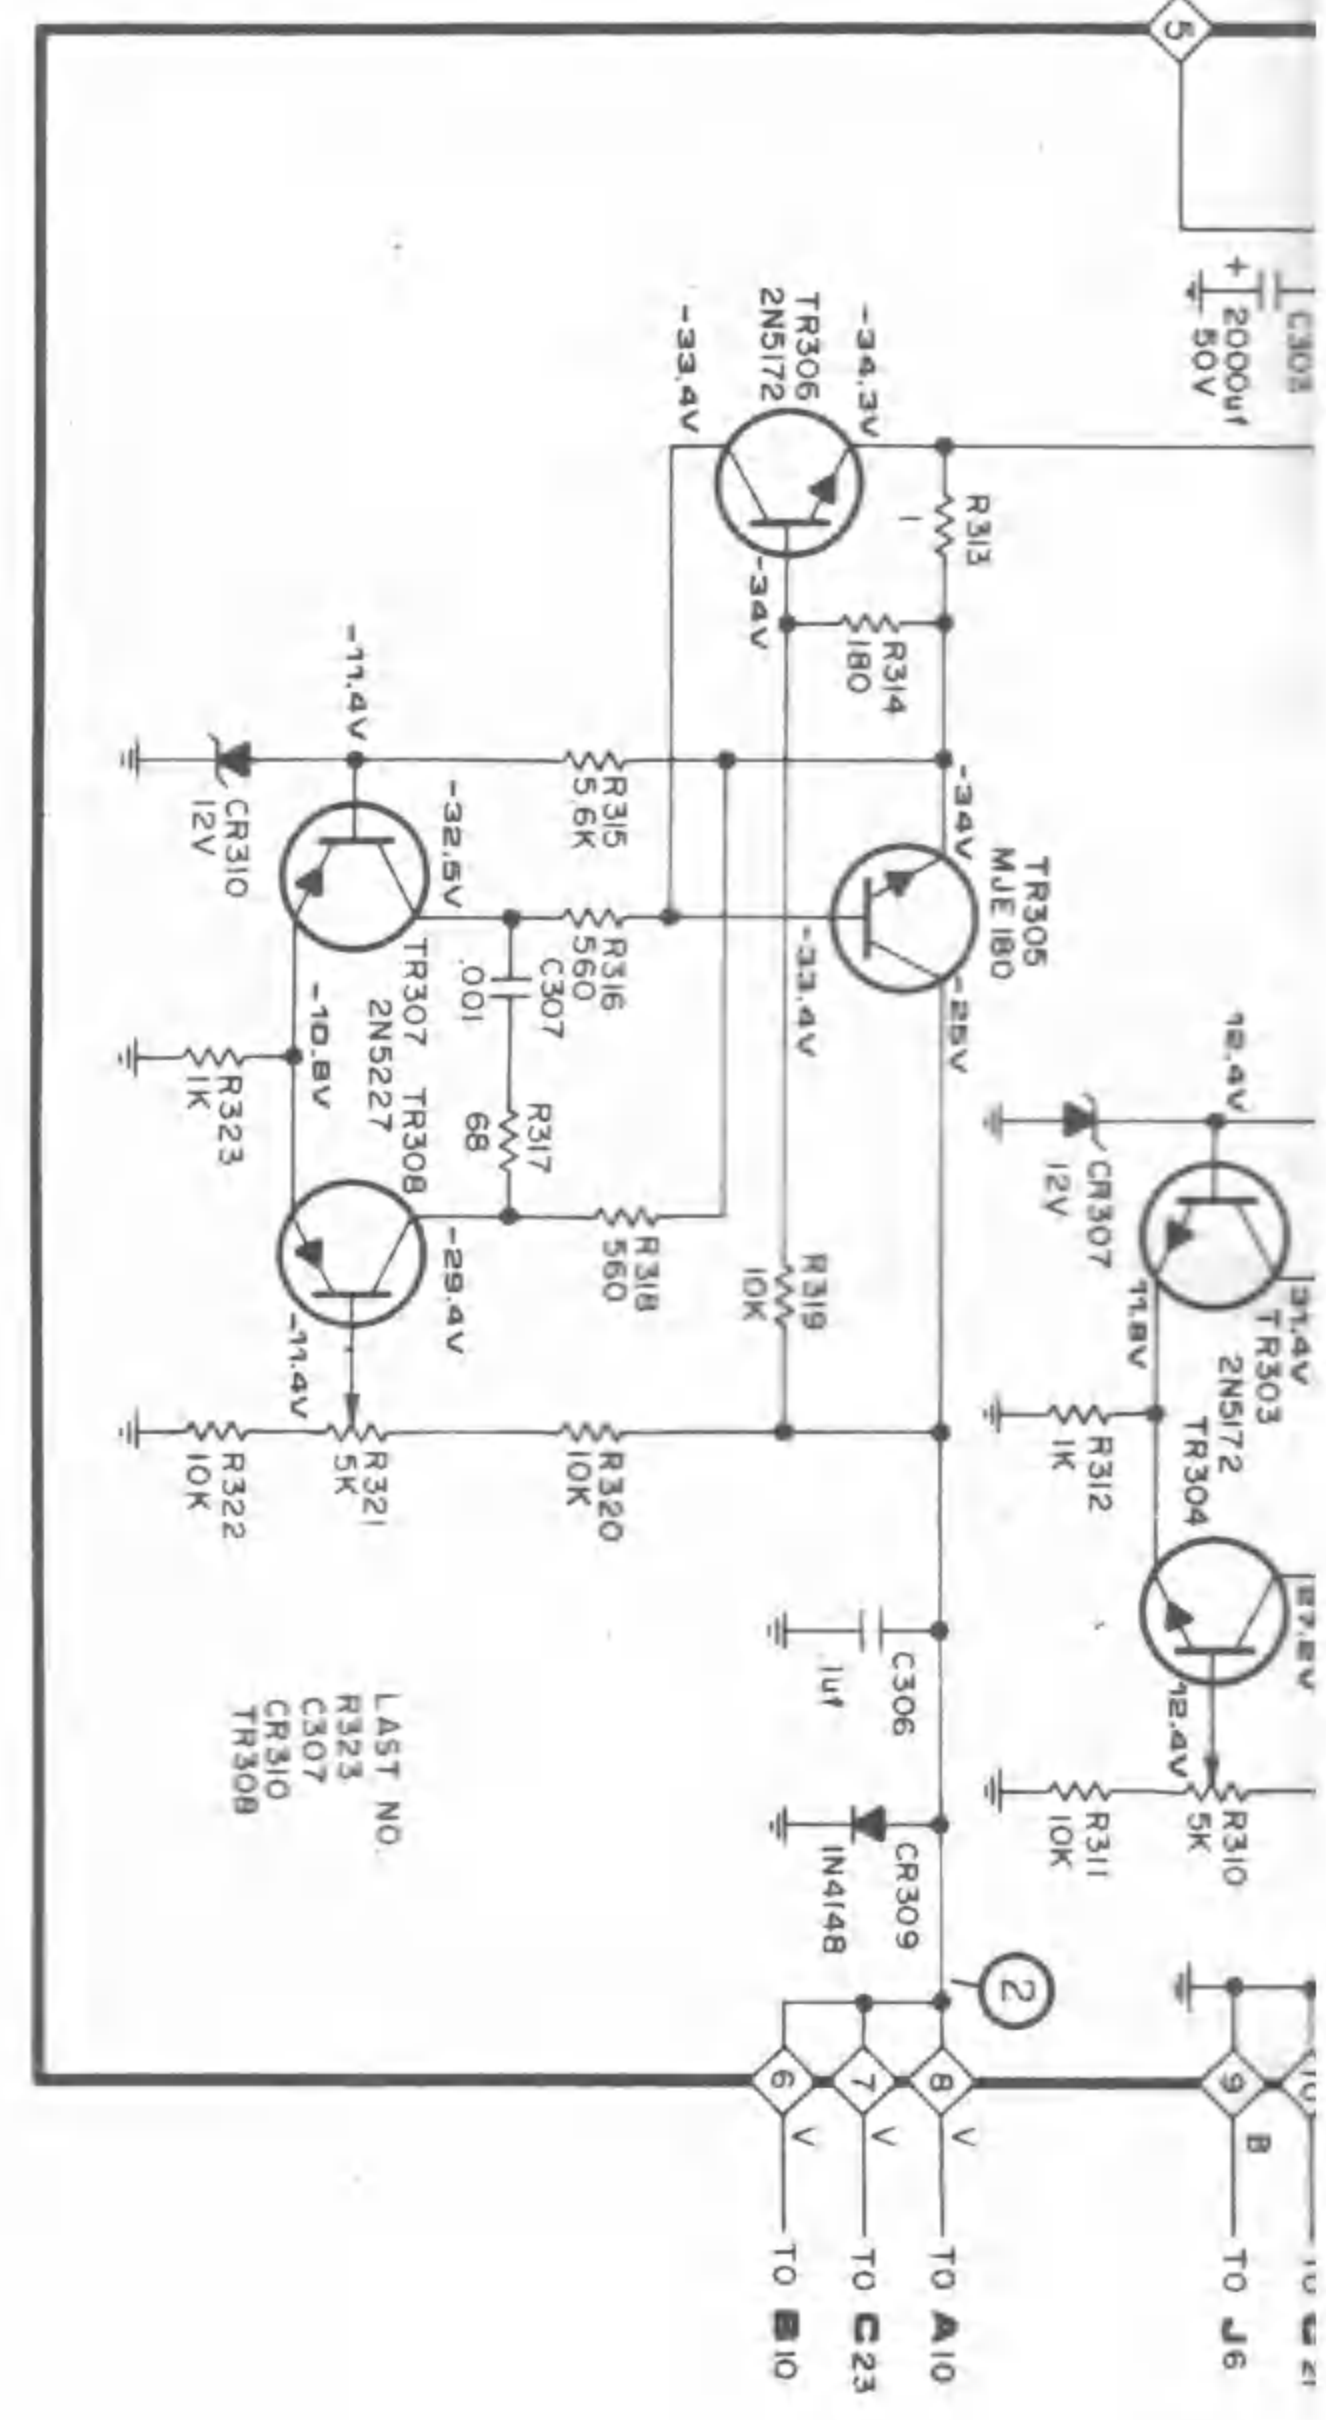 5
C303
+
2000uf
50V
TR306
2N5172
-34.3V
-33.4V
-34V
R313
1
R314
180
-34V
TR305
MJE 180
-25V
-33.4V
-11.4V
CR310
12V
R315
5.6K
-32.5V
R316
560
C307
.001
TR307 TR308
2N5227
-10.8V
R323
1K
R317
68
R318
560
-29.4V
-11.4V
R319
10K
R320
10K
R321
5K
R322
10K
12.4V
CR307
12V
31.4V
TR303
2N5172
TR304
11.8V
R312
1K
27.2V
12.4V
R310
5K
R311
10K
C306
.1uf
CR309
1N4148
2
LAST NO.
R323
C307
CR310
TR308
10
9
B
TO J6
8
V
TO A10
7
V
TO C23
6
V
TO B10